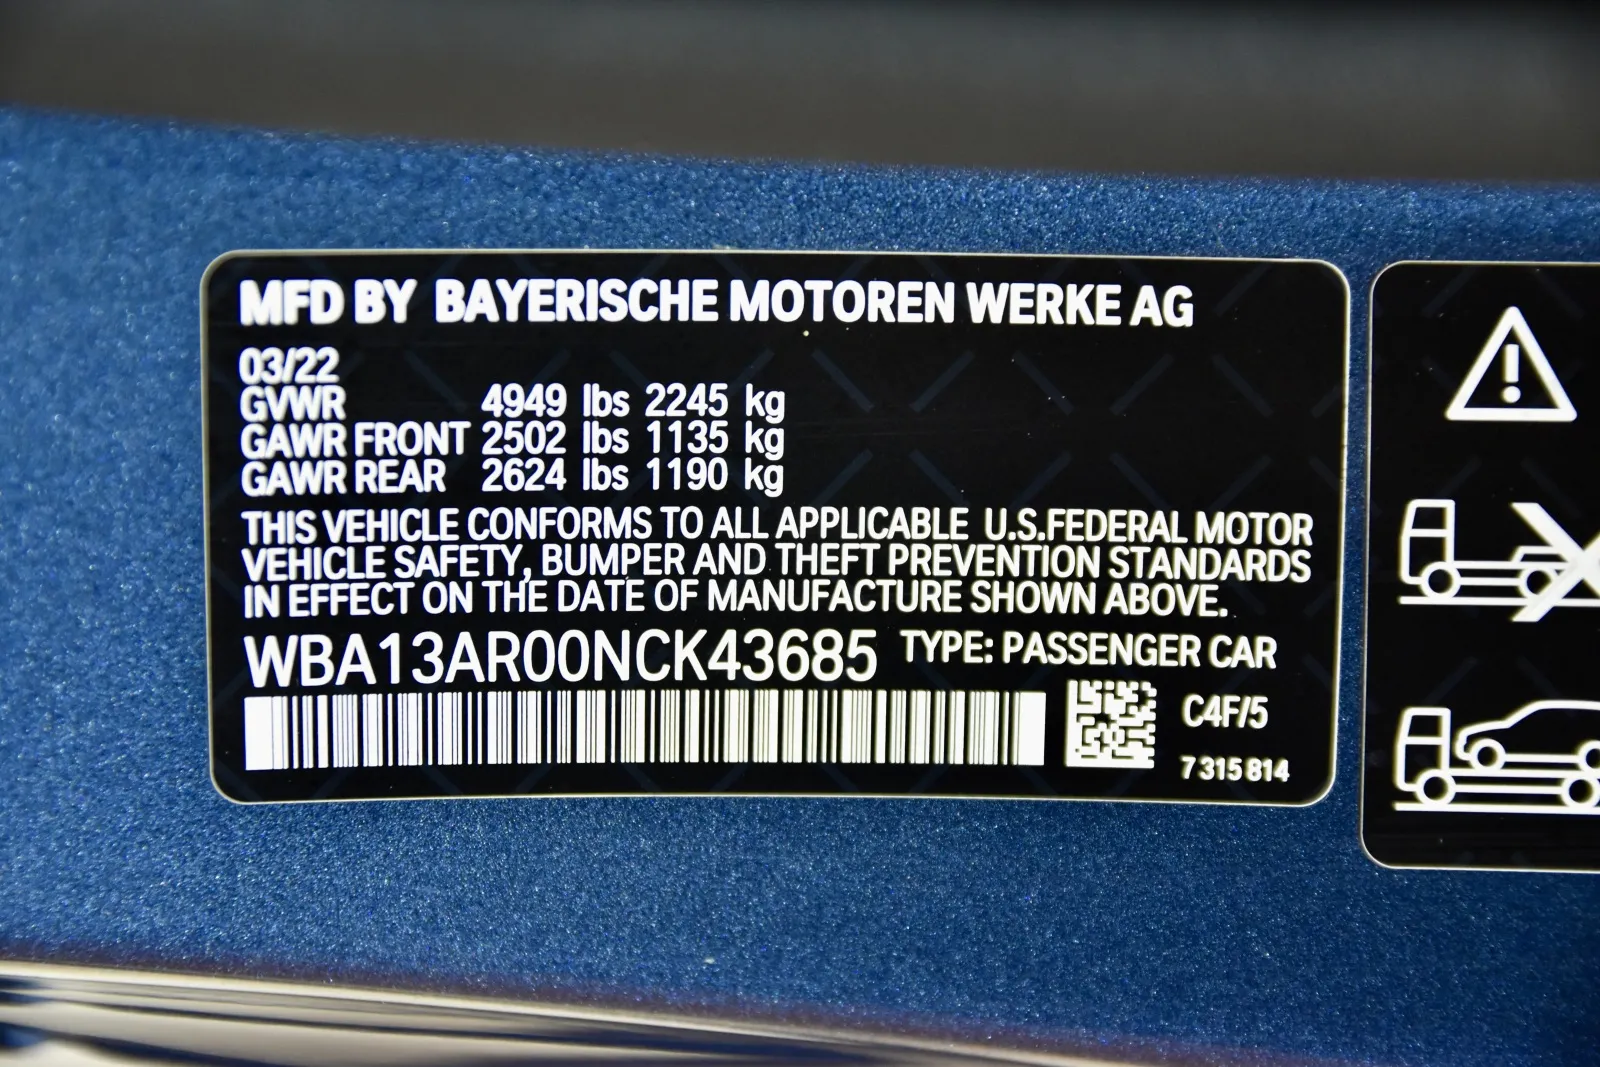 MFD BY BAYERISCHE MOTOREN WERKE AG
03/22
GVWR 4949 lbs 2245 kg
GAWR FRONT 2502 lbs 1135 kg
GAWR REAR 2624 lbs 1190 kg
THIS VEHICLE CONFORMS TO ALL APPLICABLE U.S.FEDERAL MOTOR
VEHICLE SAFETY, BUMPER AND THEFT PREVENTION STANDARDS
IN EFFECT ON THE DATE OF MANUFACTURE SHOWN ABOVE.
WBA13AR00NCK43685 TYPE: PASSENGER CAR
C4F/5
7 315 814